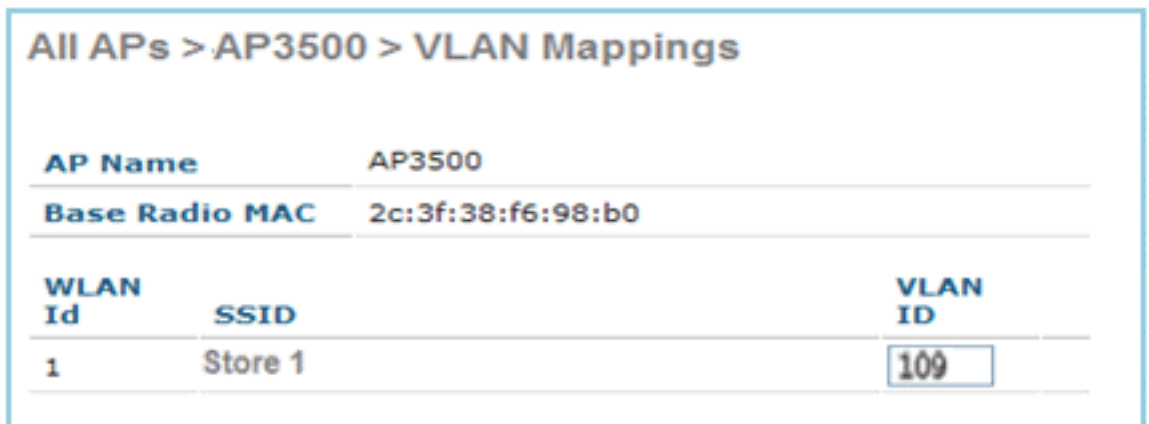 All APs > AP3500 > VLAN Mappings
AP Name AP3500
Base Radio MAC 2c:3f:38:f6:98:b0
WLAN Id SSID VLAN ID
1 Store 1 109